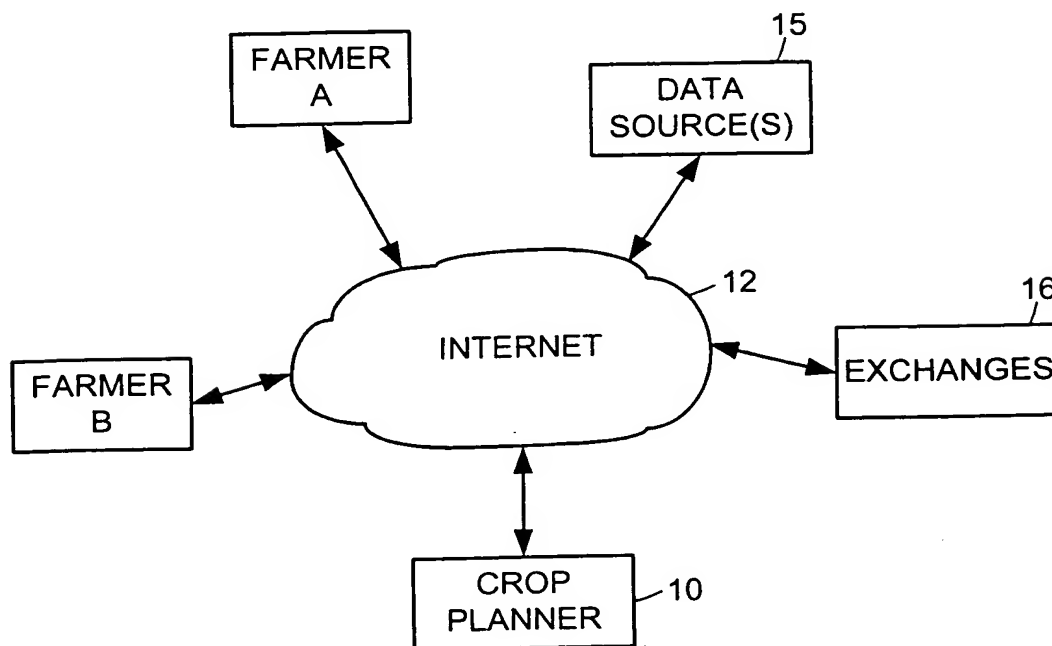 15
FARMER
A
DATA
SOURCE(S)
12
16
INTERNET
EXCHANGES
FARMER
B
CROP
PLANNER
10